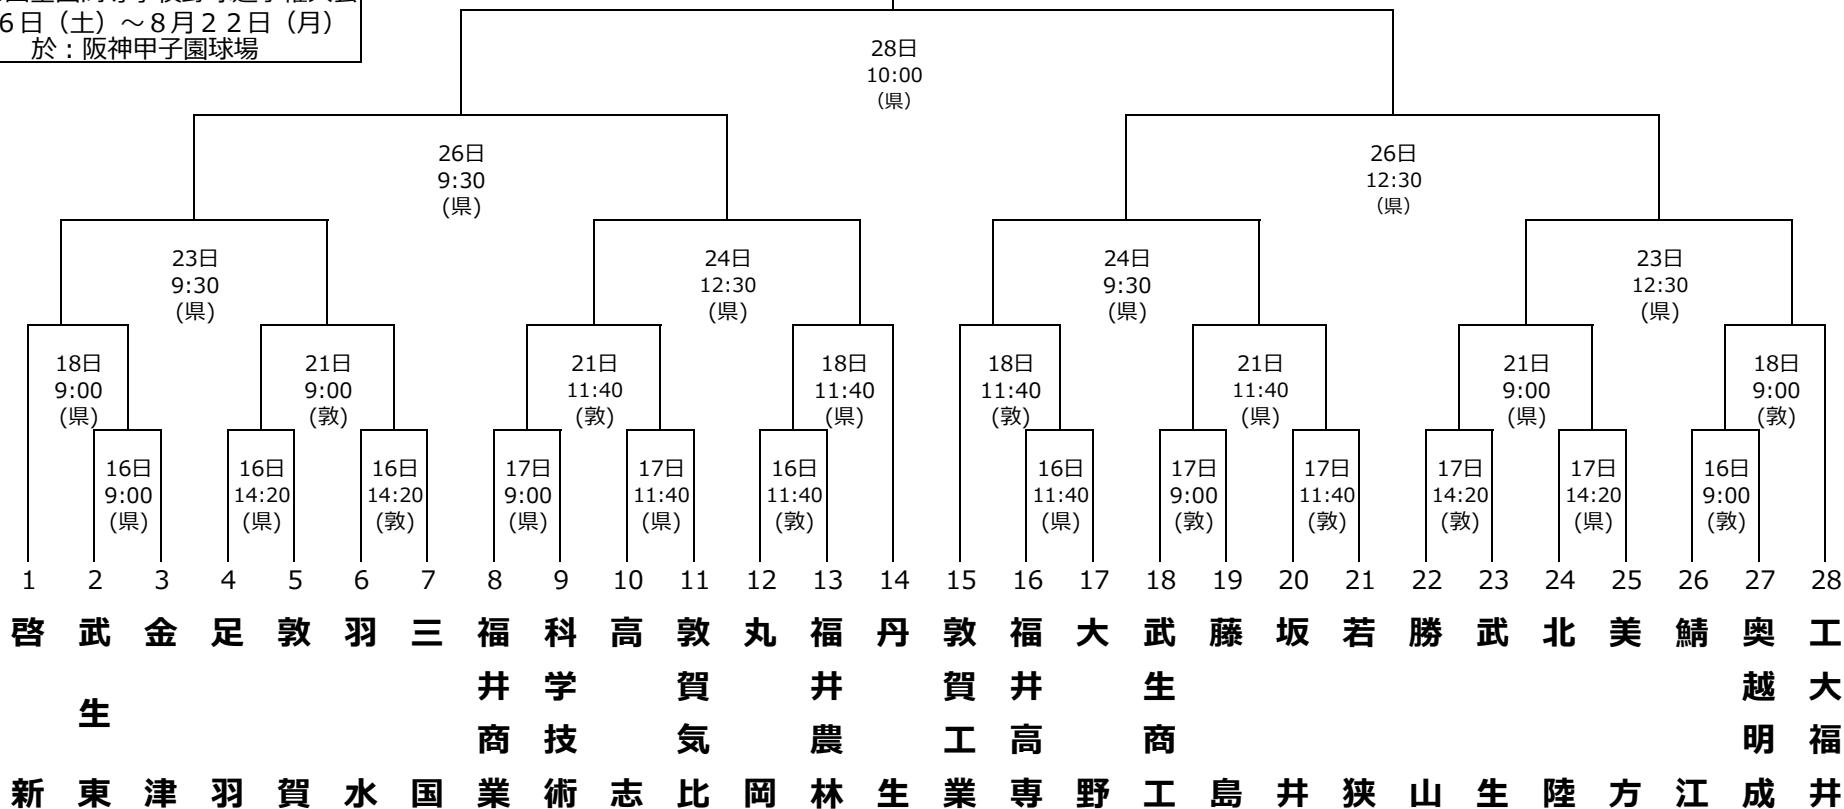 ６日（土）～８月２２日（月）
於：阪神甲子園球場
28日
10:00
（県）
26日
9:30
(県)
26日
12:30
（県）
23日
9:30
(県)
24日
12:30
(県)
24日
9:30
(県)
23日
12:30
(県)
18日
9:00
(県)
21日
9:00
(敦)
21日
11:40
(敦)
18日
11:40
(県)
18日
11:40
(敦)
21日
11:40
(県)
21日
9:00
(県)
18日
9:00
(敦)
16日
9:00
(県)
16日
14:20
(県)
16日
14:20
(敦)
17日
9:00
(県)
17日
11:40
(県)
16日
11:40
(敦)
16日
11:40
(県)
17日
9:00
(敦)
17日
11:40
(敦)
17日
14:20
(敦)
17日
14:20
(県)
16日
9:00
(敦)
1 2 3 4 5 6 7 8 9 10 11 12 13 14 15 16 17 18 19 20 21 22 23 24 25 26 27 28
啓新
武生東
金津
足羽
敦賀
羽水
三国
福井商業
科学技術
高志
敦賀気比
丸岡
福井農林
丹生
敦賀工業
福井高専
大野
武生商工
藤島
坂井
若狭
勝山
武生
北陸
美方
鯖江
奥越明成
工大福井